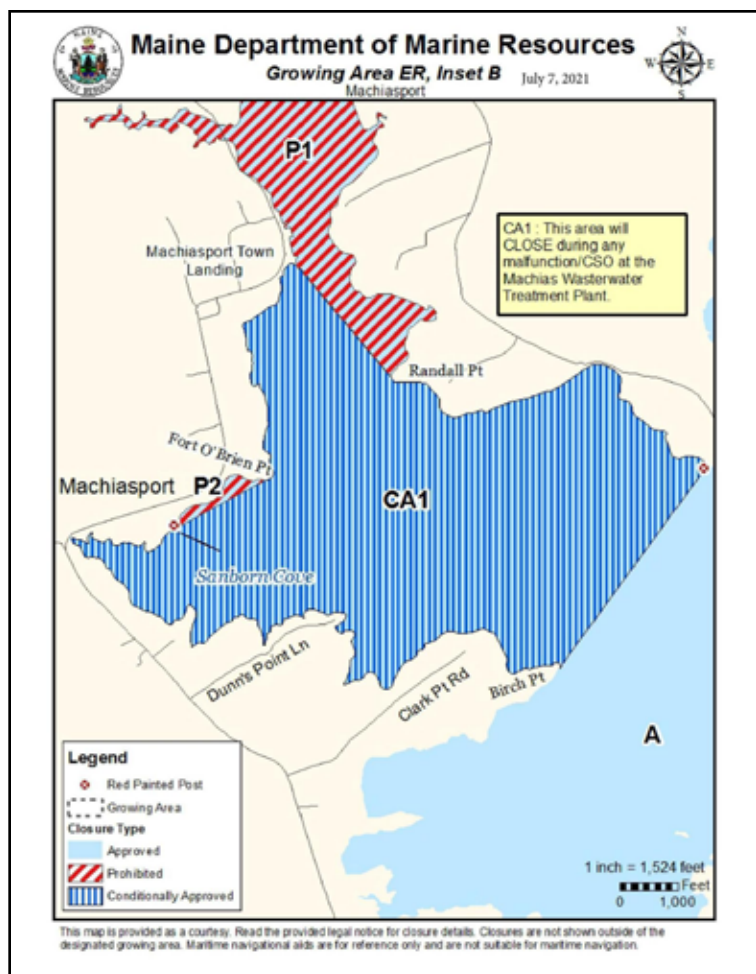 Maine Department of Marine Resources
Growing Area ER, Inset B
July 7, 2021
Machiasport
N
W
E
S
P1
CA1 : This area will
CLOSE during any
malfunction/CSO at the
Machias Wasterwater
Treatment Plant.
Machiasport Town
Landing
Randall Pt
Fort O'Brien Pt
Machiasport
P2
CA1
Sanborn Cove
Dunn's Point Ln
Clark Pt Rd
Birch Pt
A
Legend
Red Painted Post
Growing Area
Closure Type
Approved
Prohibited
Conditionally Approved
1 inch = 1,524 feet
Feet
0 1,000
This map is provided as a courtesy. Read the provided legal notice for closure details. Closures are not shown outside of the
designated growing area. Maritime navigational aids are for reference only and are not suitable for maritime navigation.